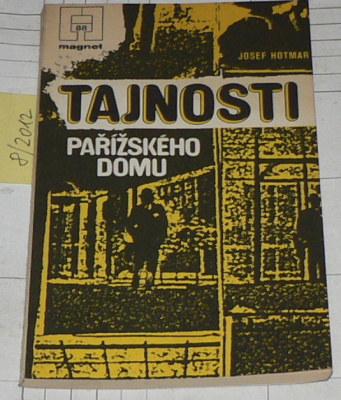 88
magnet
JOSEF HOTMAR
TAJNOSTI
PAŘÍŽSKÉHO
DOMU
8/2012